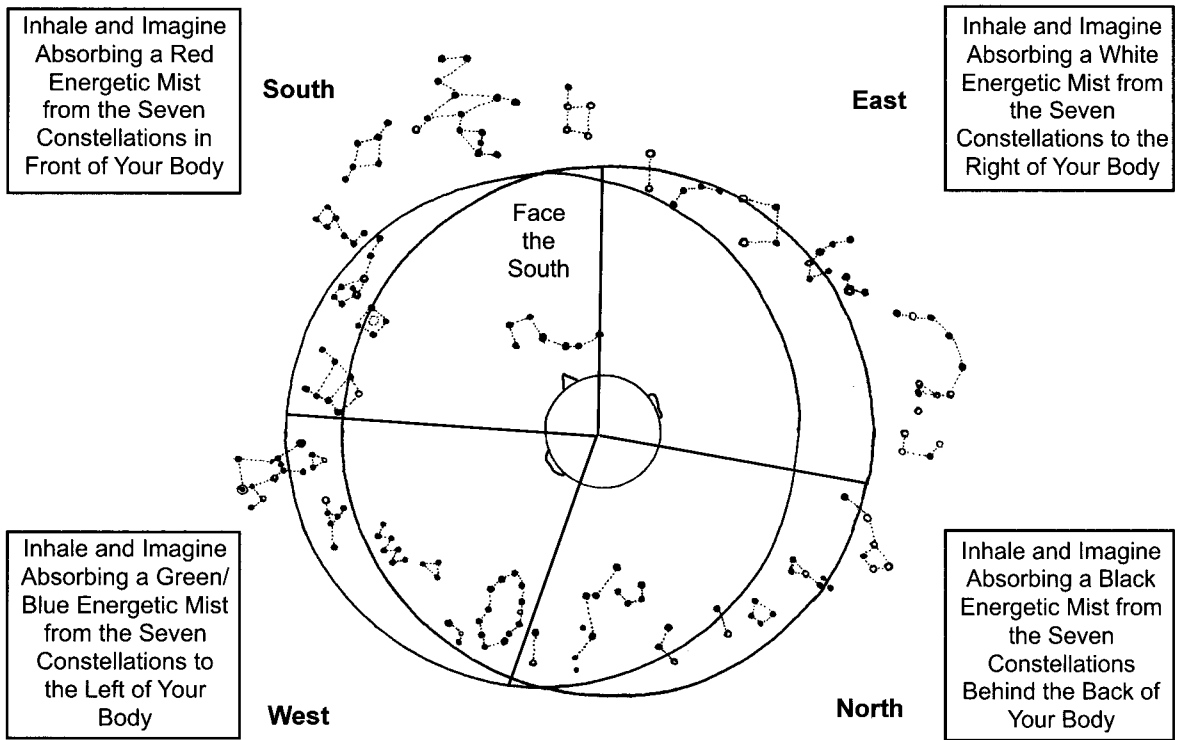 Inhale and Imagine
Absorbing a Red
Energetic Mist
from the Seven
Constellations in
Front of Your Body
South
East
Inhale and Imagine
Absorbing a White
Energetic Mist from
the Seven
Constellations to the
Right of Your Body
Face
the
South
Inhale and Imagine
Absorbing a Green/
Blue Energetic Mist
from the Seven
Constellations to
the Left of Your
Body
West
North
Inhale and Imagine
Absorbing a Black
Energetic Mist from
the Seven
Constellations
Behind the Back of
Your Body